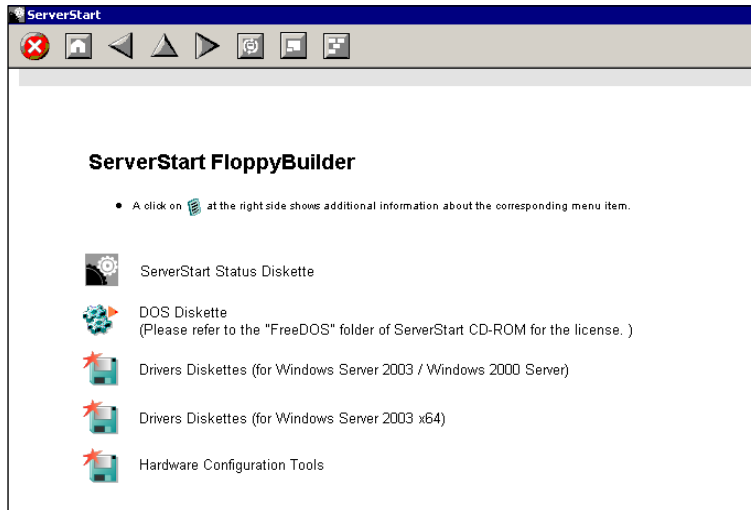 ServerStart
ServerStart FloppyBuilder
A click on at the right side shows additional information about the corresponding menu item.
ServerStart Status Diskette
DOS Diskette
(Please refer to the "FreeDOS" folder of ServerStart CD-ROM for the license. )
Drivers Diskettes (for Windows Server 2003 / Windows 2000 Server)
Drivers Diskettes (for Windows Server 2003 x64)
Hardware Configuration Tools